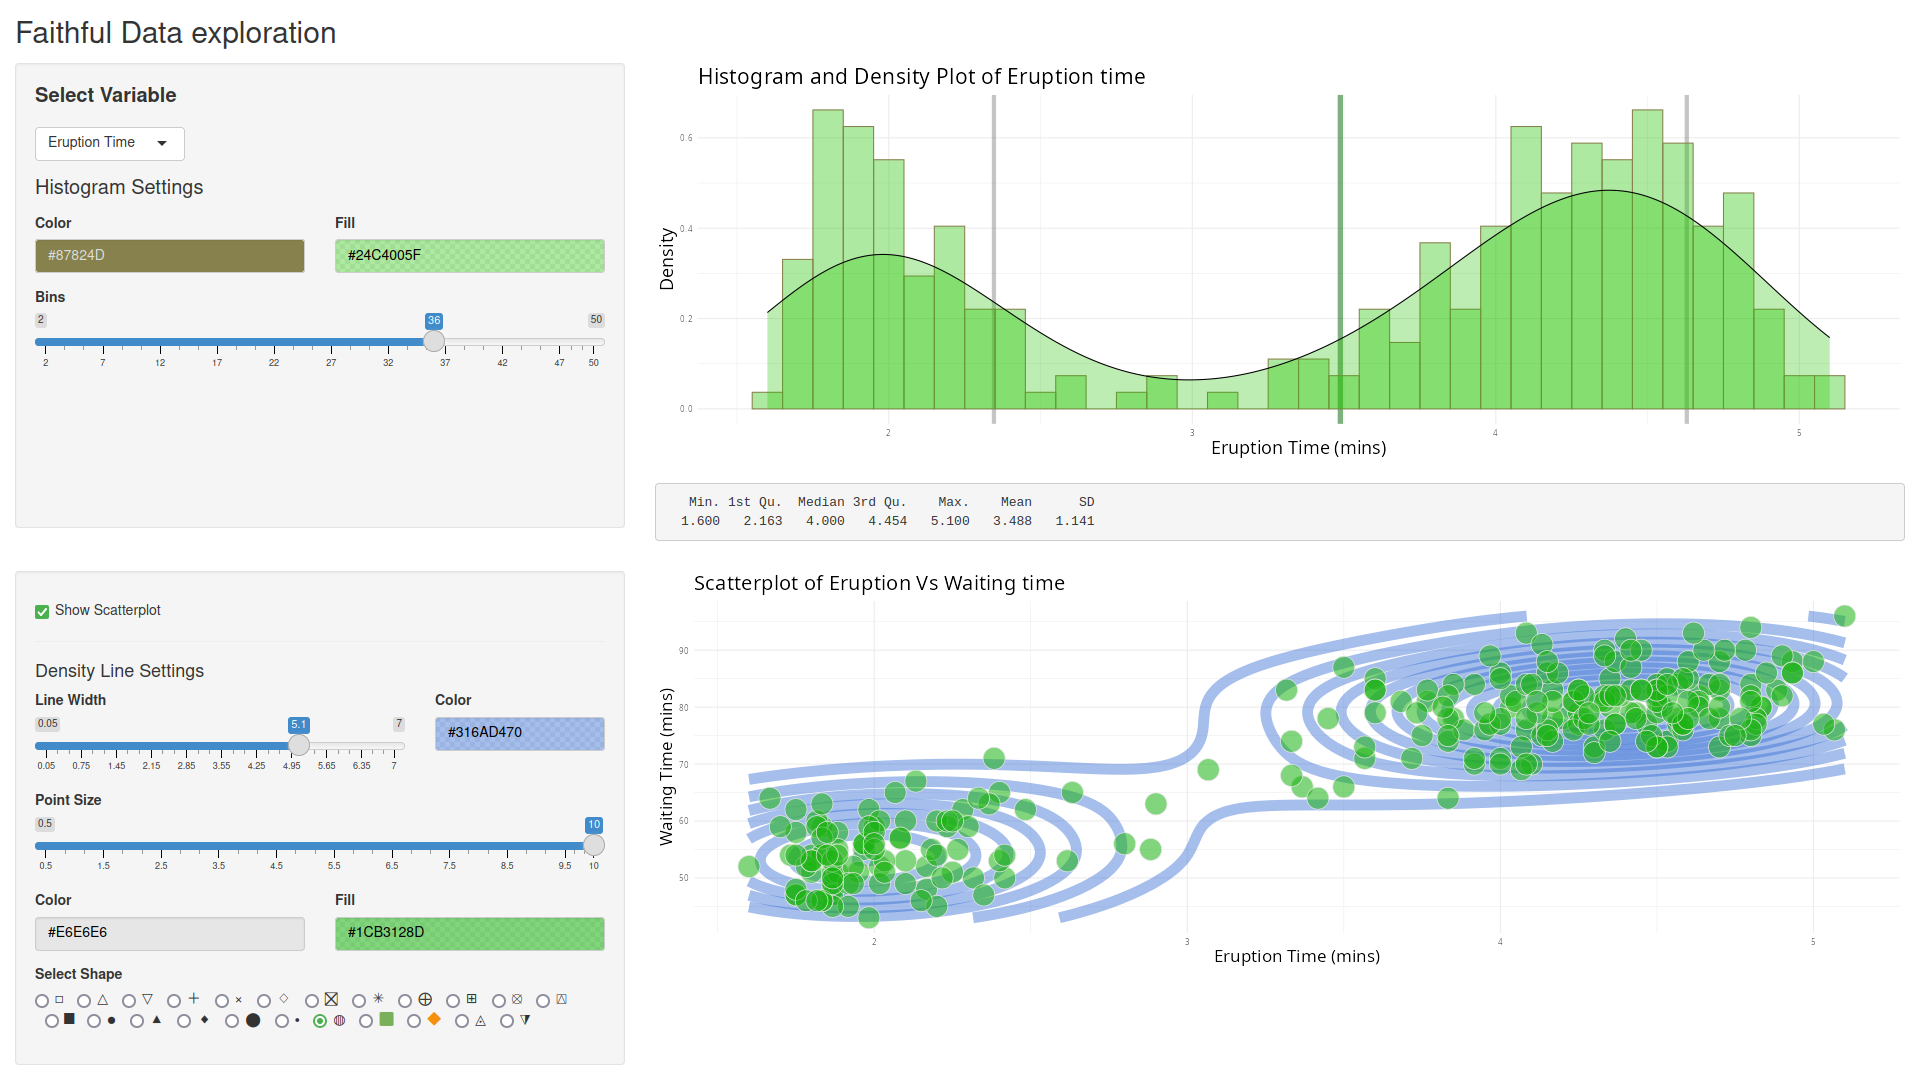 Faithful Data exploration
Select Variable
Eruption Time
Histogram Settings
Color Fill
#87824D #24C4005F
Bins
2 36 50
2 7 12 17 22 27 32 37 42 47 50
Histogram and Density Plot of Eruption time
Density
0.6
0.4
0.2
0.0
2 3 4 5
Eruption Time (mins)
Min. 1st Qu. Median 3rd Qu. Max. Mean SD
1.600 2.163 4.000 4.454 5.100 3.488 1.141
Show Scatterplot
Density Line Settings
Line Width Color
0.05 5.1 7
#316AD470
0.05 0.75 1.45 2.15 2.85 3.55 4.25 4.95 5.65 6.35 7
Point Size
0.5 10
0.5 1.5 2.5 3.5 4.5 5.5 6.5 7.5 8.5 9.5 10
Color Fill
#E6E6E6 #1CB3128D
Select Shape
Scatterplot of Eruption Vs Waiting time
Waiting Time (mins)
90
80
70
60
50
2 3 4 5
Eruption Time (mins)